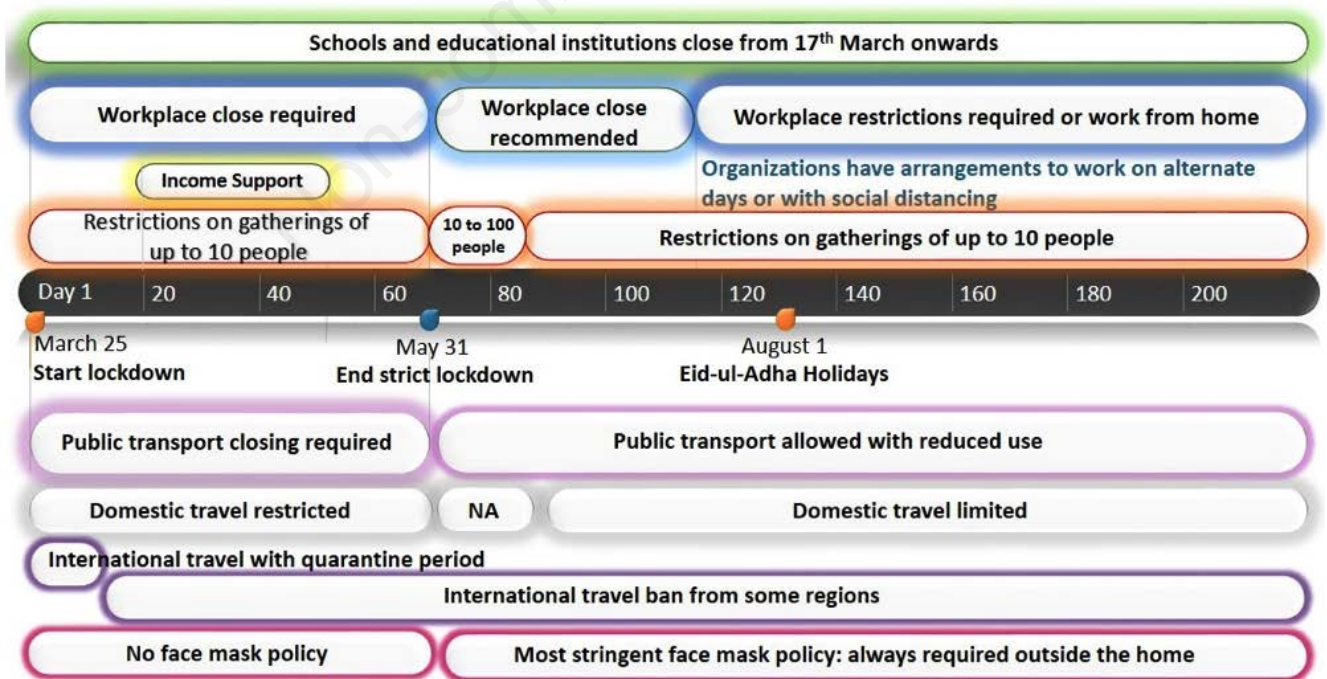 Schools and educational institutions close from 17th March onwards
Workplace close required
Workplace close
recommended
Workplace restrictions required or work from home
Organizations have arrangements to work on alternate
days or with social distancing
Income Support
Restrictions on gatherings of
up to 10 people
10 to 100
people
Restrictions on gatherings of up to 10 people
Day 1 20 40 60 80 100 120 140 160 180 200
March 25
Start lockdown
May 31
End strict lockdown
August 1
Eid-ul-Adha Holidays
Public transport closing required
Public transport allowed with reduced use
Domestic travel restricted
NA
Domestic travel limited
International travel with quarantine period
International travel ban from some regions
No face mask policy
Most stringent face mask policy: always required outside the home